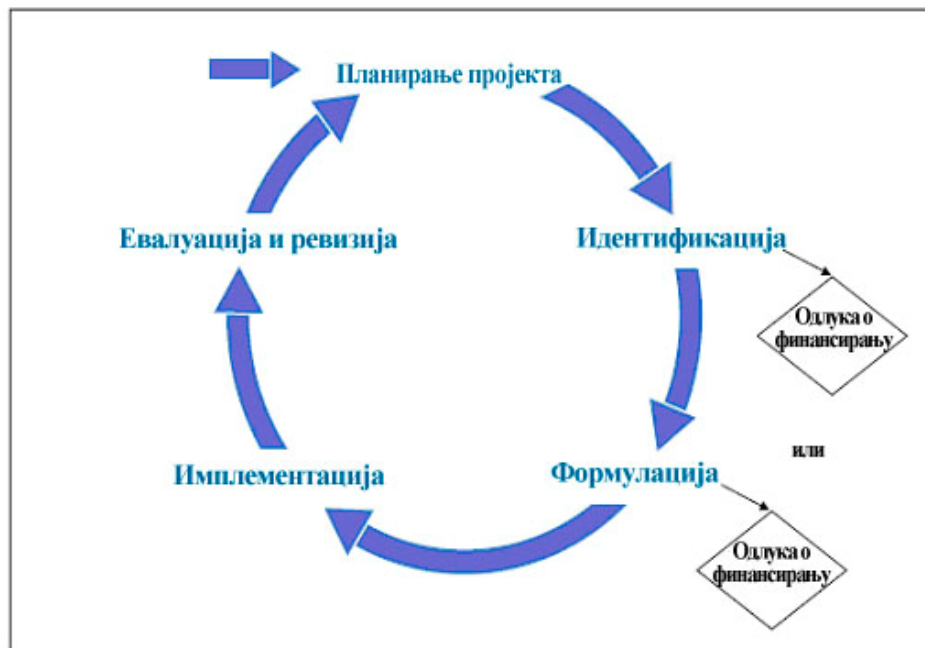 Планирање пројекта
Евалуација и ревизија
Идентификација
Одлука о
финансирању
или
Имплементација
Формулација
Одлука о
финансирању